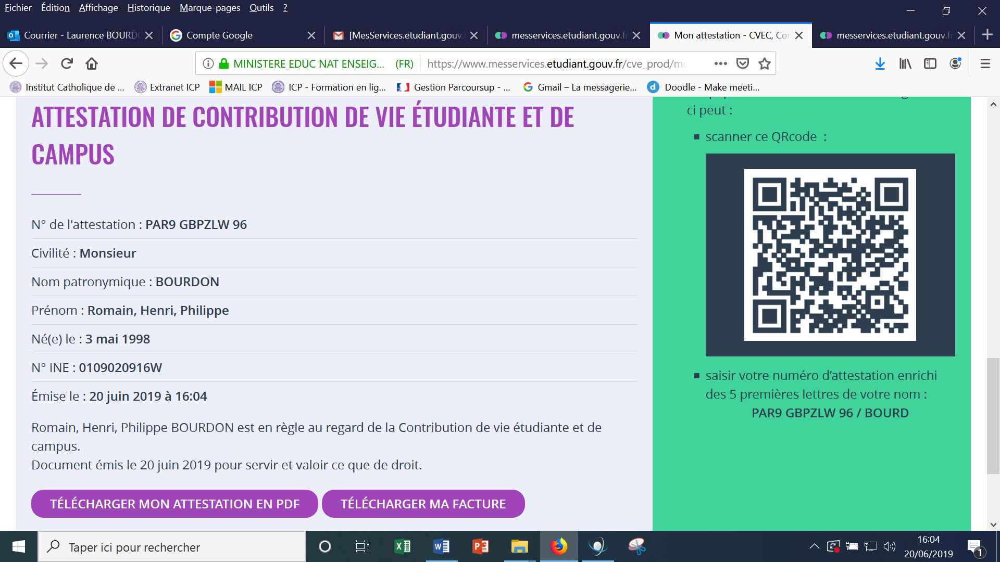 Fichier Édition Affichage Historique Marque-pages Outils ?
Courrier - Laurence BOURDO
Compte Google
[MesServices.etudiant.gouv.f
messervices.etudiant.gouv.fr
Mon attestation - CVEC, Con
messervices.etudiant.gouv.fr
MINISTERE EDUC NAT ENSEIG... (FR)
https://www.messervices.etudiant.gouv.fr/cve_prod/mo
Institut Catholique de ...
Extranet ICP
MAIL ICP
ICP - Formation en lig...
Gestion Parcoursup - ...
Gmail – La messagerie...
Doodle - Make meeti...
ATTESTATION DE CONTRIBUTION DE VIE ÉTUDIANTE ET DE
CAMPUS
N° de l'attestation : PAR9 GBPZLW 96
Civilité : Monsieur
Nom patronymique : BOURDON
Prénom : Romain, Henri, Philippe
Né(e) le : 3 mai 1998
N° INE : 0109020916W
Émise le : 20 juin 2019 à 16:04
Romain, Henri, Philippe BOURDON est en règle au regard de la Contribution de vie étudiante et de
campus.
Document émis le 20 juin 2019 pour servir et valoir ce que de droit.
TÉLÉCHARGER MON ATTESTATION EN PDF
TÉLÉCHARGER MA FACTURE
ci peut :
scanner ce QRcode :
saisir votre numéro d’attestation enrichi
des 5 premières lettres de votre nom :
PAR9 GBPZLW 96 / BOURD
Taper ici pour rechercher
16:04
20/06/2019
1